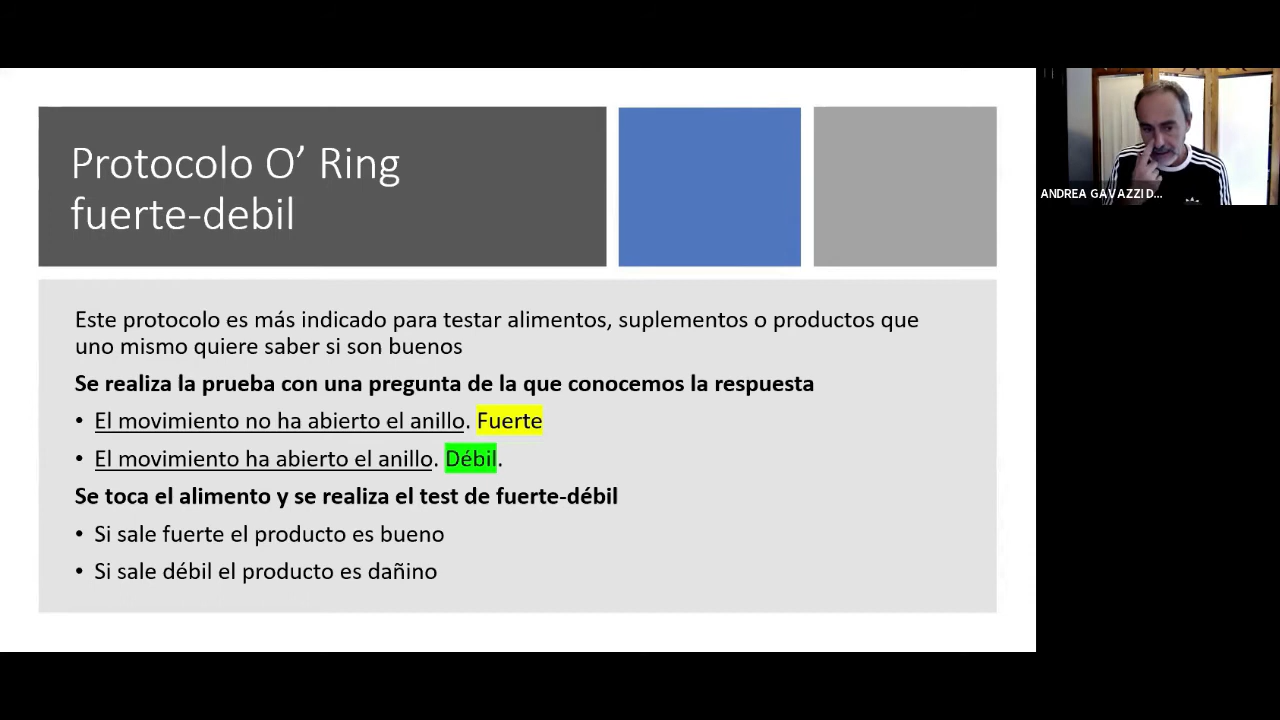 Protocolo O’ Ring
fuerte-debil
Este protocolo es más indicado para testar alimentos, suplementos o productos que
uno mismo quiere saber si son buenos
Se realiza la prueba con una pregunta de la que conocemos la respuesta
• El movimiento no ha abierto el anillo. Fuerte
• El movimiento ha abierto el anillo. Débil.
Se toca el alimento y se realiza el test de fuerte-débil
• Si sale fuerte el producto es bueno
• Si sale débil el producto es dañino
ANDREA GAVAZZI D...